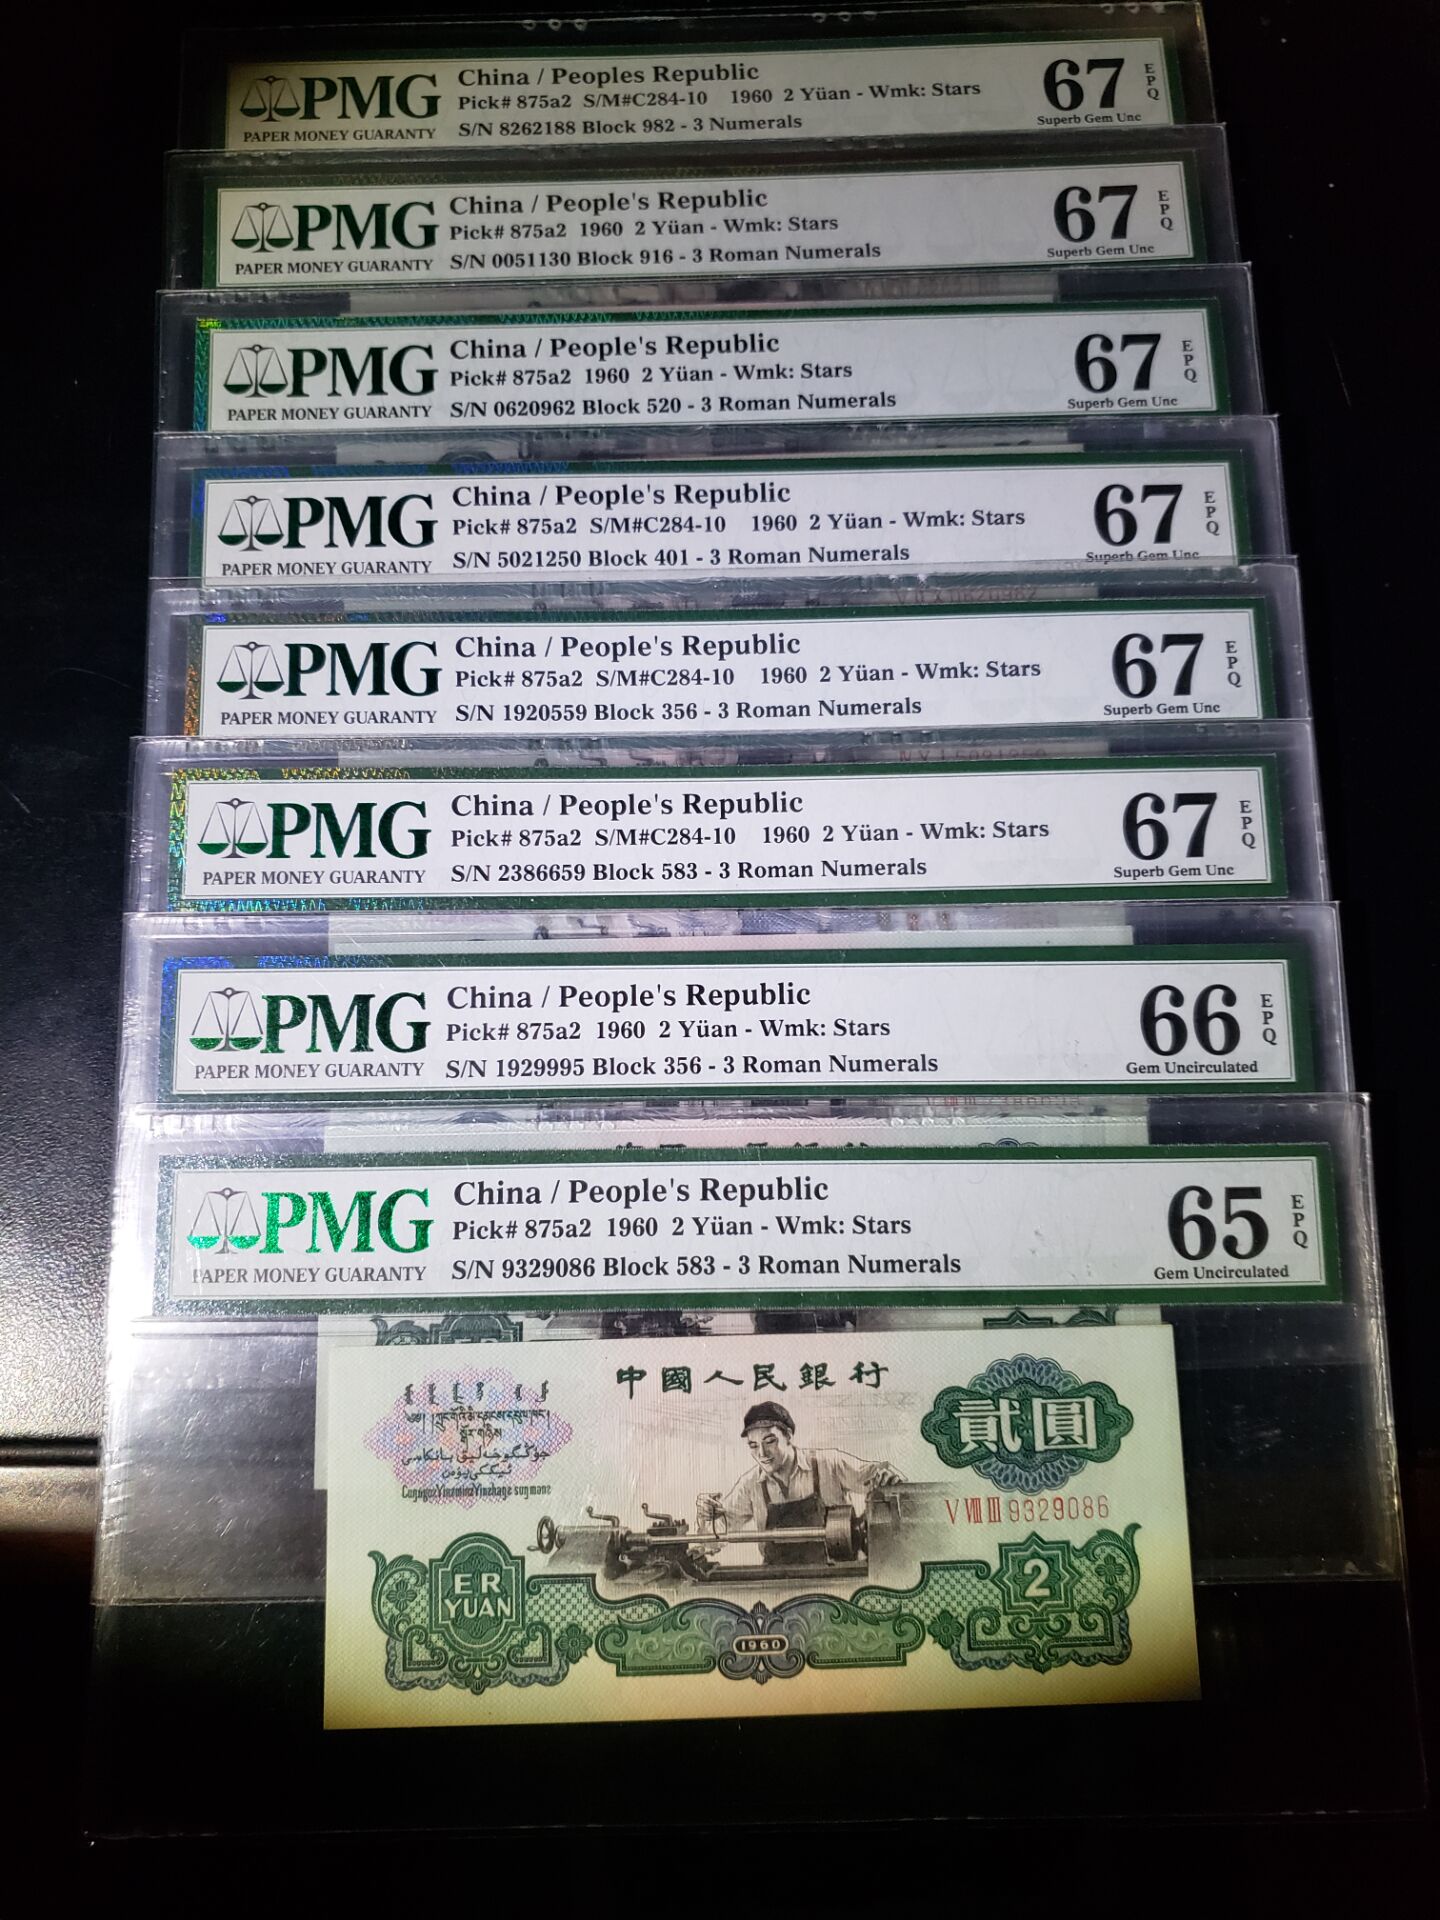 PMG
PAPER MONEY GUARANTY
China / Peoples Republic
Pick# 875a2 S/M#C284-10 1960 2 Yüan - Wmk: Stars
S/N 8262188 Block 982 - 3 Numerals
67 EPQ
Superb Gem Unc
PMG
PAPER MONEY GUARANTY
China / People's Republic
Pick# 875a2 1960 2 Yüan - Wmk: Stars
S/N 0051130 Block 916 - 3 Roman Numerals
67 EPQ
Superb Gem Unc
PMG
PAPER MONEY GUARANTY
China / People's Republic
Pick# 875a2 1960 2 Yüan - Wmk: Stars
S/N 0620962 Block 520 - 3 Roman Numerals
67 EPQ
Superb Gem Unc
PMG
PAPER MONEY GUARANTY
China / People's Republic
Pick# 875a2 S/M#C284-10 1960 2 Yüan - Wmk: Stars
S/N 5021250 Block 401 - 3 Roman Numerals
67 EPQ
Superb Gem Unc
PMG
PAPER MONEY GUARANTY
China / People's Republic
Pick# 875a2 S/M#C284-10 1960 2 Yüan - Wmk: Stars
S/N 1920559 Block 356 - 3 Roman Numerals
67 EPQ
Superb Gem Unc
PMG
PAPER MONEY GUARANTY
China / People's Republic
Pick# 875a2 S/M#C284-10 1960 2 Yüan - Wmk: Stars
S/N 2386659 Block 583 - 3 Roman Numerals
67 EPQ
Superb Gem Unc
PMG
PAPER MONEY GUARANTY
China / People's Republic
Pick# 875a2 1960 2 Yüan - Wmk: Stars
S/N 1929995 Block 356 - 3 Roman Numerals
66 EPQ
Gem Uncirculated
PMG
PAPER MONEY GUARANTY
China / People's Republic
Pick# 875a2 1960 2 Yüan - Wmk: Stars
S/N 9329086 Block 583 - 3 Roman Numerals
65 EPQ
Gem Uncirculated
中國人民銀行
貳圓
V VIII III 9329086
ER
YUAN
2
1960